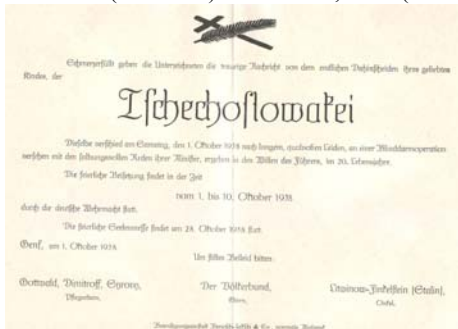 Schmerzerfüllt geben die Unterzeichneten die traurige Nachricht von dem endlichen Dahinscheiden ihres geliebten
Kindes, der
Tschechoslowakei
Dieselbe verschied am Samstag, den 1. Oktober 1938 nach langen, qualvollen Leiden, an einer Blinddarmoperation
versehen mit den salbungsvollen Reden ihrer Minister, ergeben in den Willen des Führers, im 20. Lebensjahre.
Die feierliche Beisetzung findet in der Zeit
vom 1. bis 10. Oktober 1938
durch die deutsche Wehrmacht statt.
Die feierliche Seelenmesse findet am 28. Oktober 1938 statt.
Genf, am 1. Oktober 1938.
Um stilles Beileid bitten:
Gottwald, Dimitroff, Syrovy,
Der Völkerbund,
Litwinow-Finkelstein (Stalin),
Pflegeeltern.
Eltern.
Onkel.